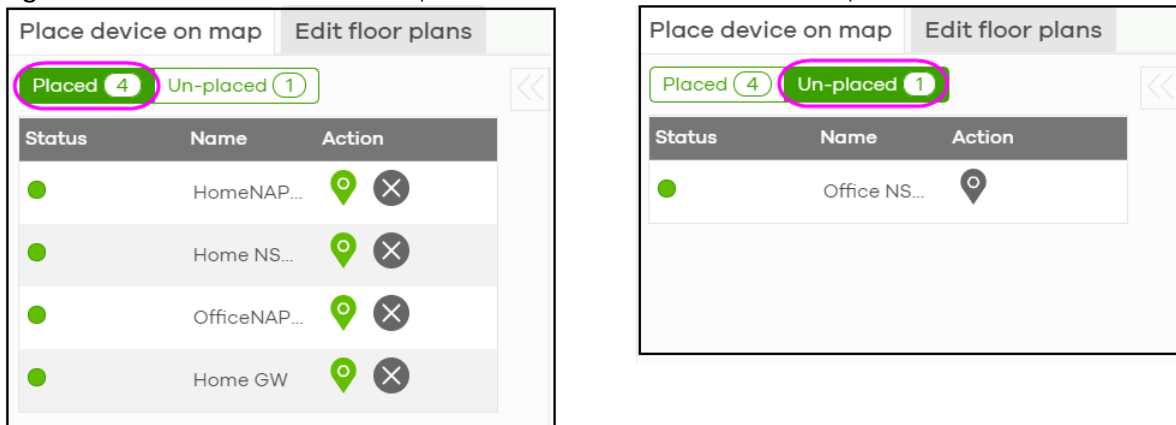 Place device on map Edit floor plans
Placed 4 Un-placed 1
Status Name Action
HomeNAP...
Home NS...
OfficeNAP...
Home GW
Place device on map Edit floor plans
Placed 4 Un-placed 1
Status Name Action
Office NS...